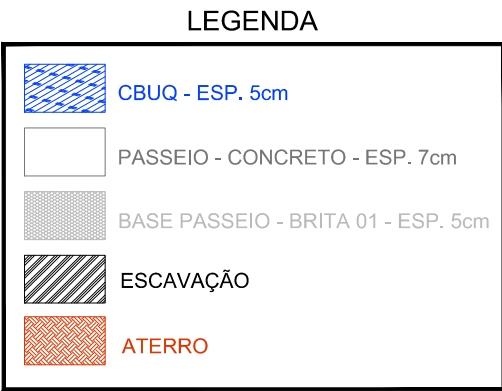 LEGENDA
CBUQ - ESP. 5cm
PASSEIO - CONCRETO - ESP. 7cm
BASE PASSEIO - BRITA 01 - ESP. 5cm
ESCAVAÇÃO
ATERRO